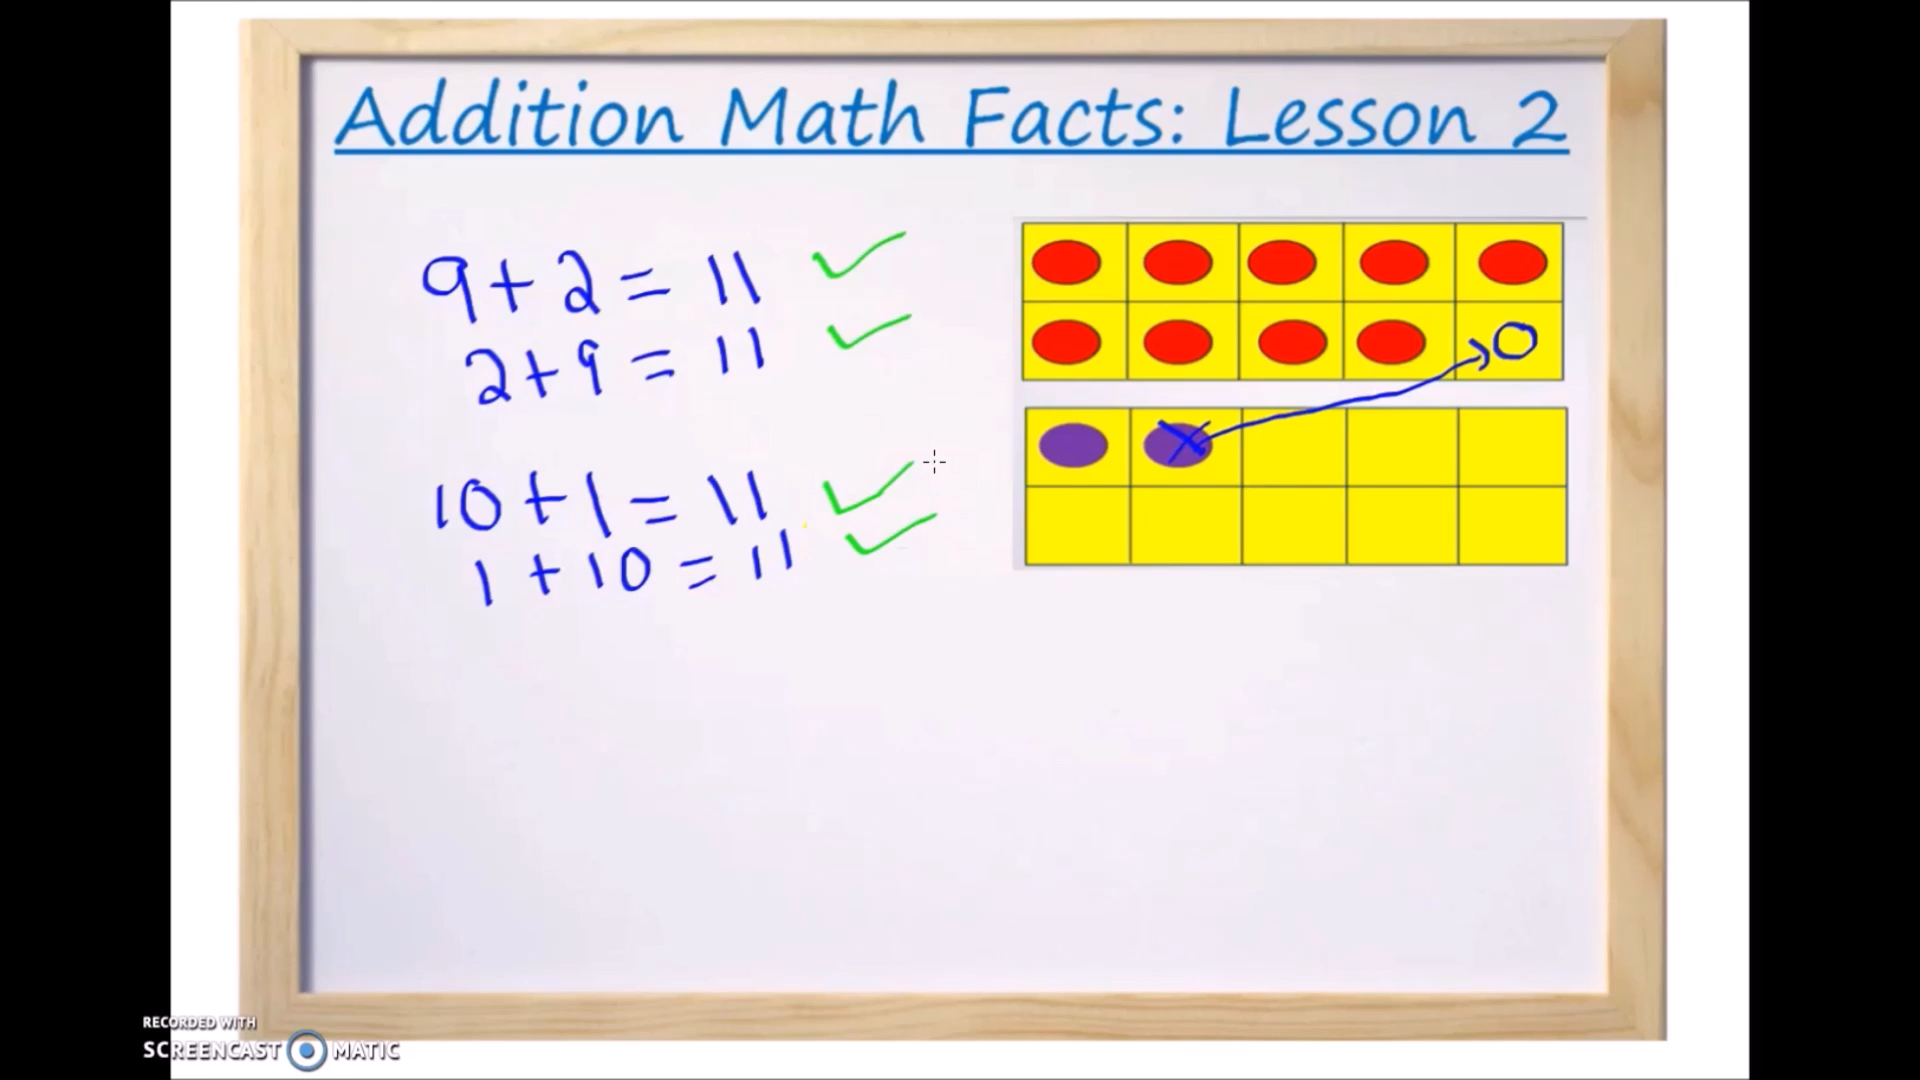 Addition Math Facts: Lesson 2
9+2=11
2+9=11
10+1=11
1+10=11
RECORDED WITH
SCREENCAST MATIC